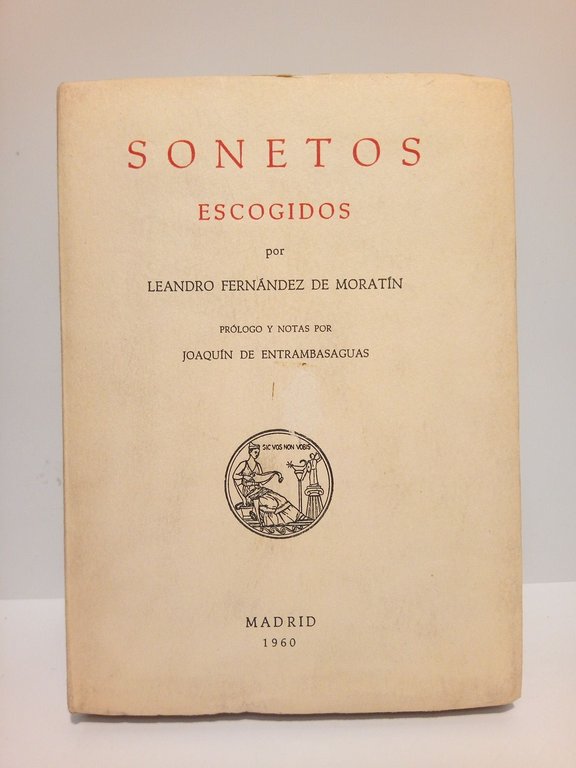 SONETOS
ESCOGIDOS
por
LEANDRO FERNÁNDEZ DE MORATÍN
PRÓLOGO Y NOTAS POR
JOAQUÍN DE ENTRAMBASAGUAS
SIC VOS NON VOBIS
MADRID
1960